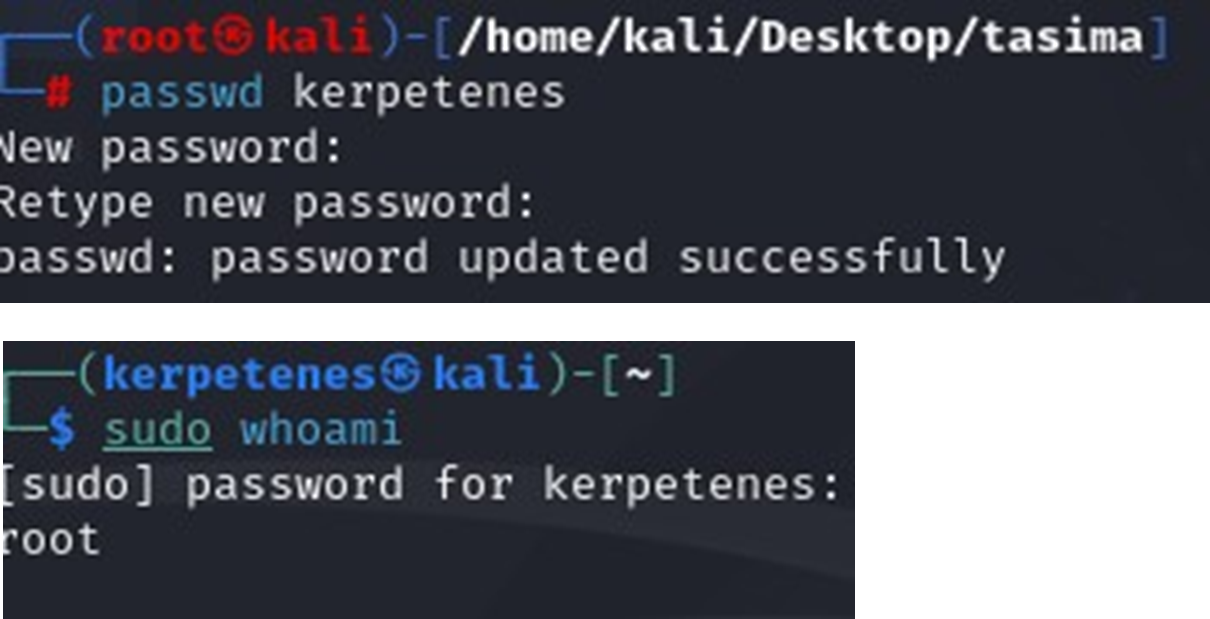 ┌──(root㉿kali)-[/home/kali/Desktop/tasima]
└─# passwd kerpetenes
New password:
Retype new password:
passwd: password updated successfully
┌──(kerpetenes㉿kali)-[~]
└─$ sudo whoami
[sudo] password for kerpetenes:
root